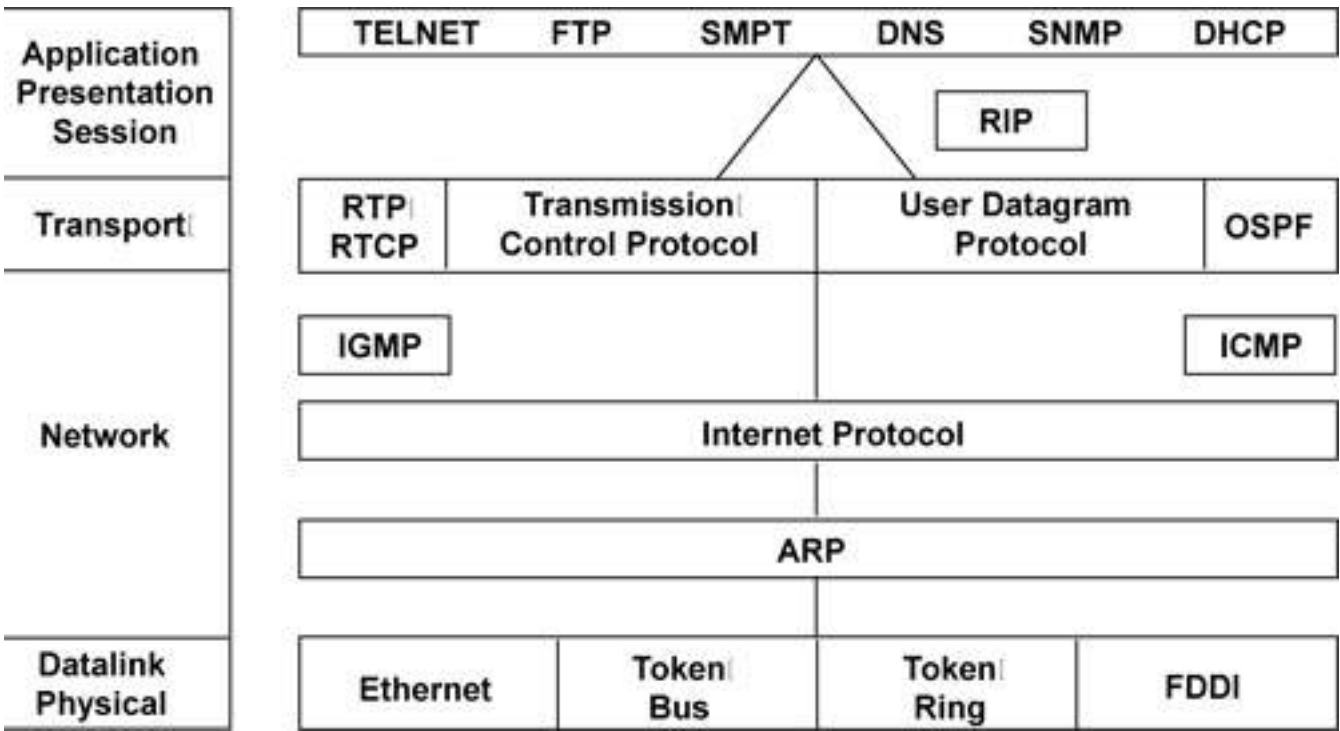 Application
Presentation
Session
TELNET FTP SMPT DNS SNMP DHCP
RIP
Transport
RTP
RTCP
Transmission
Control Protocol
User Datagram
Protocol
OSPF
Network
IGMP
ICMP
Internet Protocol
ARP
Datalink
Physical
Ethernet
Token
Bus
Token
Ring
FDDI